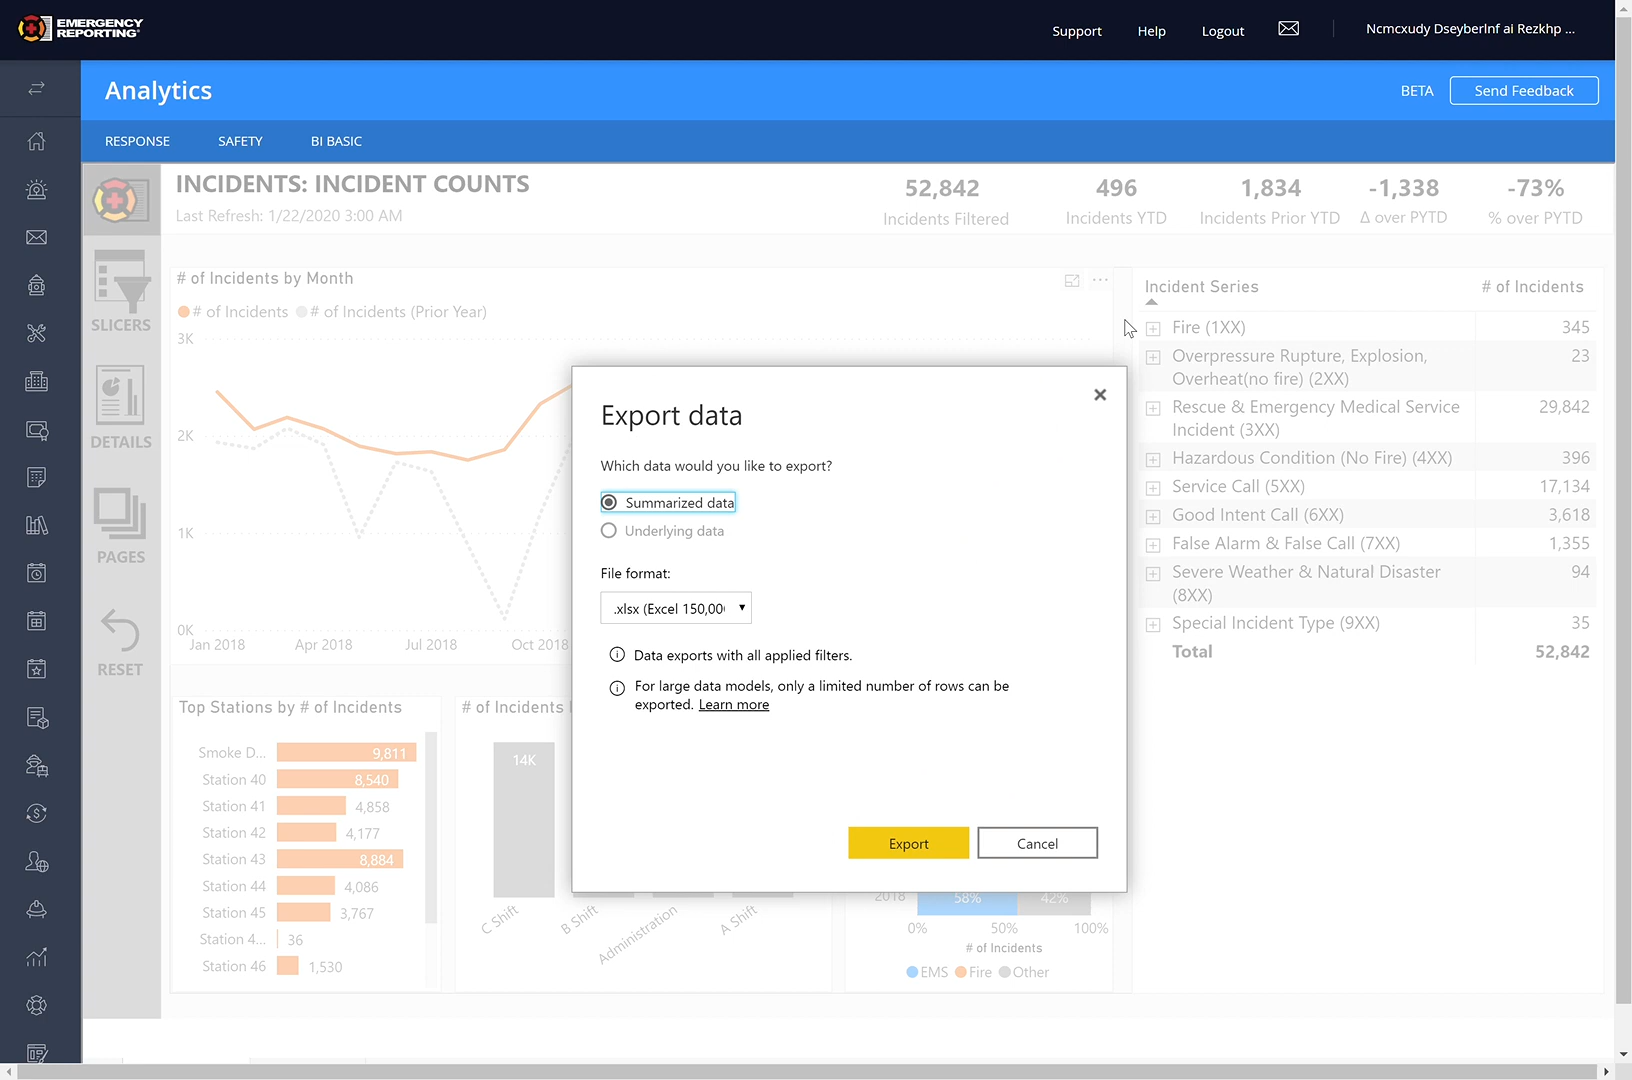 EMERGENCY
REPORTING
Support
Help
Logout
Ncmcxudy DseyberInf ai Rezkhp ...
Analytics
BETA
Send Feedback
RESPONSE
SAFETY
BI BASIC
INCIDENTS: INCIDENT COUNTS
Last Refresh: 1/22/2020 3:00 AM
52,842
Incidents Filtered
496
Incidents YTD
1,834
Incidents Prior YTD
-1,338
Δ over PYTD
-73%
% over PYTD
SLICERS
DETAILS
PAGES
RESET
# of Incidents by Month
# of Incidents
# of Incidents (Prior Year)
3K
2K
1K
0K
Jan 2018
Apr 2018
Jul 2018
Oct 2018
Incident Series
# of Incidents
Fire (1XX)
345
Overpressure Rupture, Explosion,
Overheat(no fire) (2XX)
23
Rescue & Emergency Medical Service
Incident (3XX)
29,842
Hazardous Condition (No Fire) (4XX)
396
Service Call (5XX)
17,134
Good Intent Call (6XX)
3,618
False Alarm & False Call (7XX)
1,355
Severe Weather & Natural Disaster
(8XX)
94
Special Incident Type (9XX)
35
Total
52,842
Export data
Which data would you like to export?
Summarized data
Underlying data
File format:
.xlsx (Excel 150,00
Data exports with all applied filters.
For large data models, only a limited number of rows can be
exported. Learn more
Export
Cancel
Top Stations by # of Incidents
Smoke D...
9,811
Station 40
8,540
Station 41
4,858
Station 42
4,177
Station 43
8,884
Station 44
4,086
Station 45
3,767
Station 4...
36
Station 46
1,530
# of Incidents
14K
C Shift
B Shift
Administration
A Shift
2018
58%
42%
0%
50%
100%
# of Incidents
EMS
Fire
Other